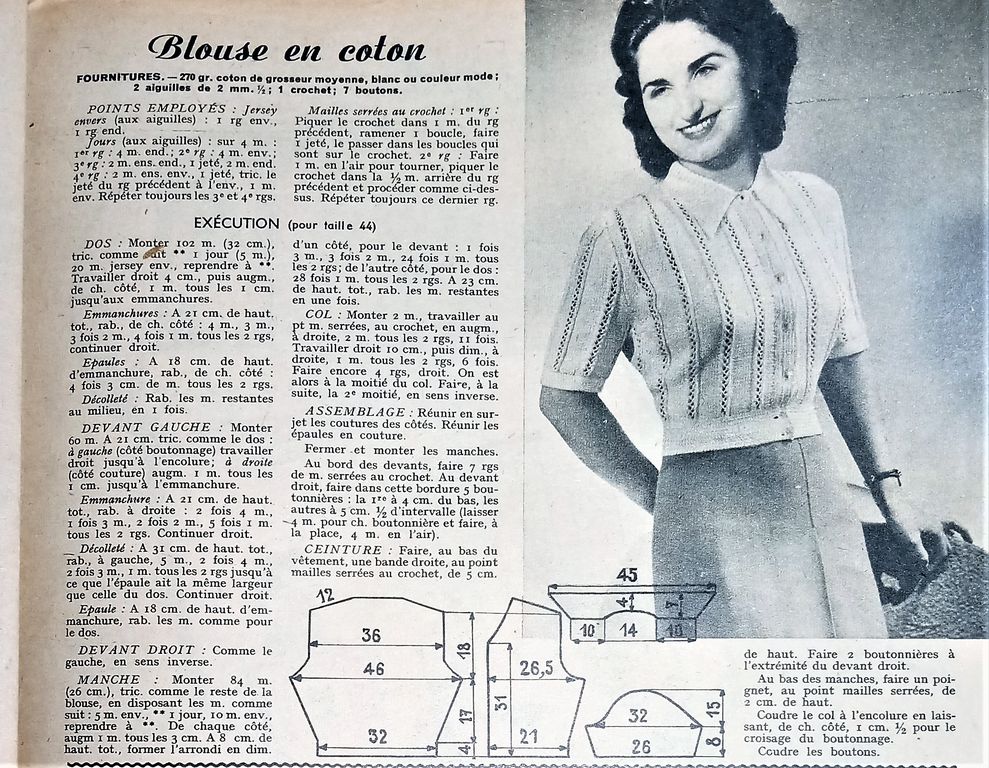 Blouse en coton
FOURNITURES. — 270 gr. coton de grosseur moyenne, blanc ou couleur mode ;
2 aiguilles de 2 mm. ½ ; 1 crochet ; 7 boutons.
POINTS EMPLOYÉS : Jersey
envers (aux aiguilles) : 1 rg env.,
1 rg end.
Jours (aux aiguilles) : sur 4 m. :
1er rg : 4 m. end.; 2e rg : 4 m. env.;
3e rg : 2 m. ens. end., 1 jeté, 2 m. end.
4e rg : 2 m. ens. env., 1 jeté, tric. le
jeté du rg précédent à l'env., 1 m.
env. Répéter toujours les 3e et 4e rgs.
Mailles serrées au crochet : 1er rg :
Piquer le crochet dans 1 m. du rg
précédent, ramener 1 boucle, faire
1 jeté, le passer dans les boucles qui
sont sur le crochet. 2e rg : Faire
1 m. en l'air pour tourner, piquer le
crochet dans la ½ m. arrière du rg
précédent et procéder comme ci-des-
sus. Répéter toujours ce dernier rg.
EXÉCUTION (pour taille 44)
DOS : Monter 102 m. (32 cm.),
tric. comme suit ** 1 jour (5 m.),
20 m. jersey env., reprendre à **.
Travailler droit 4 cm., puis augm.,
de ch. côté, 1 m. tous les 1 cm.
jusqu'aux emmanchures.
Emmanchures : A 21 cm. de haut.
tot., rab., de ch. côté : 4 m., 3 m.,
3 fois 2 m., 4 fois 1 m. tous les 2 rgs,
continuer droit.
Epaules : A 18 cm. de haut.
d'emmanchure, rab., de ch. côté :
4 fois 3 cm. de m. tous les 2 rgs.
Décolleté : Rab. les m. restantes
au milieu, en 1 fois.
DEVANT GAUCHE : Monter
60 m. A 21 cm. tric. comme le dos :
à gauche (côté boutonnage) travailler
droit jusqu'à l'encolure; à droite
(côté couture) augm. 1 m. tous les
1 cm. jusqu'à l'emmanchure.
Emmanchure : A 21 cm. de haut.
tot., rab. à droite : 2 fois 4 m.,
1 fois 3 m., 2 fois 2 m., 5 fois 1 m.
tous les 2 rgs. Continuer droit.
Décolleté : A 31 cm. de haut. tot.,
rab., à gauche, 5 m., 2 fois 4 m.,
2 fois 3 m., 1 m. tous les 2 rgs jusqu'à
ce que l'épaule ait la même largeur
que celle du dos. Continuer droit.
Epaule : A 18 cm. de haut. d'em-
manchure, rab. les m. comme pour
le dos.
DEVANT DROIT : Comme le
gauche, en sens inverse.
MANCHE : Monter 84 m.
(26 cm.), tric. comme le reste de la
blouse, en disposant les m. comme
suit : 5 m. env., ** 1 jour, 10 m. env.,
reprendre à **. De chaque côté,
augm 1 m. tous les 3 cm. A 8 cm. de
haut. tot., former l'arrondi en dim.
d'un côté, pour le devant : 1 fois
3 m., 3 fois 2 m., 24 fois 1 m. tous
les 2 rgs; de l'autre côté, pour le dos :
28 fois 1 m. tous les 2 rgs. A 23 cm.
de haut. tot., rab. les m. restantes
en une fois.
COL : Monter 2 m., travailler au
pt m. serrées, au crochet, en augm.,
à droite, 2 m. tous les 2 rgs, 11 fois.
Travailler droit 10 cm., puis dim., à
droite, 1 m. tous les 2 rgs, 6 fois.
Faire encore 4 rgs, droit. On est
alors à la moitié du col. Faire, à la
suite, la 2e moitié, en sens inverse.
ASSEMBLAGE : Réunir en sur-
jet les coutures des côtés. Réunir les
épaules en couture.
Fermer et monter les manches.
Au bord des devants, faire 7 rgs
de m. serrées au crochet. Au devant
droit, faire dans cette bordure 5 bou-
tonnières : la 1re à 4 cm. du bas, les
autres à 5 cm. ½ d'intervalle (laisser
4 m. pour ch. boutonnière et faire, à
la place, 4 m. en l'air).
CEINTURE : Faire, au bas du
vêtement, une bande droite, au point
mailles serrées au crochet, de 5 cm.
de haut. Faire 2 boutonnières à
l'extrémité du devant droit.
Au bas des manches, faire un poi-
gnet, au point mailles serrées, de
2 cm. de haut.
Coudre le col à l'encolure en lais-
sant, de ch. côté, 1 cm. ½ pour le
croisage du boutonnage.
Coudre les boutons.
12
36
46
32
18
17
4
31
26,5
21
45
4
7
10
14
10
32
26
15
8